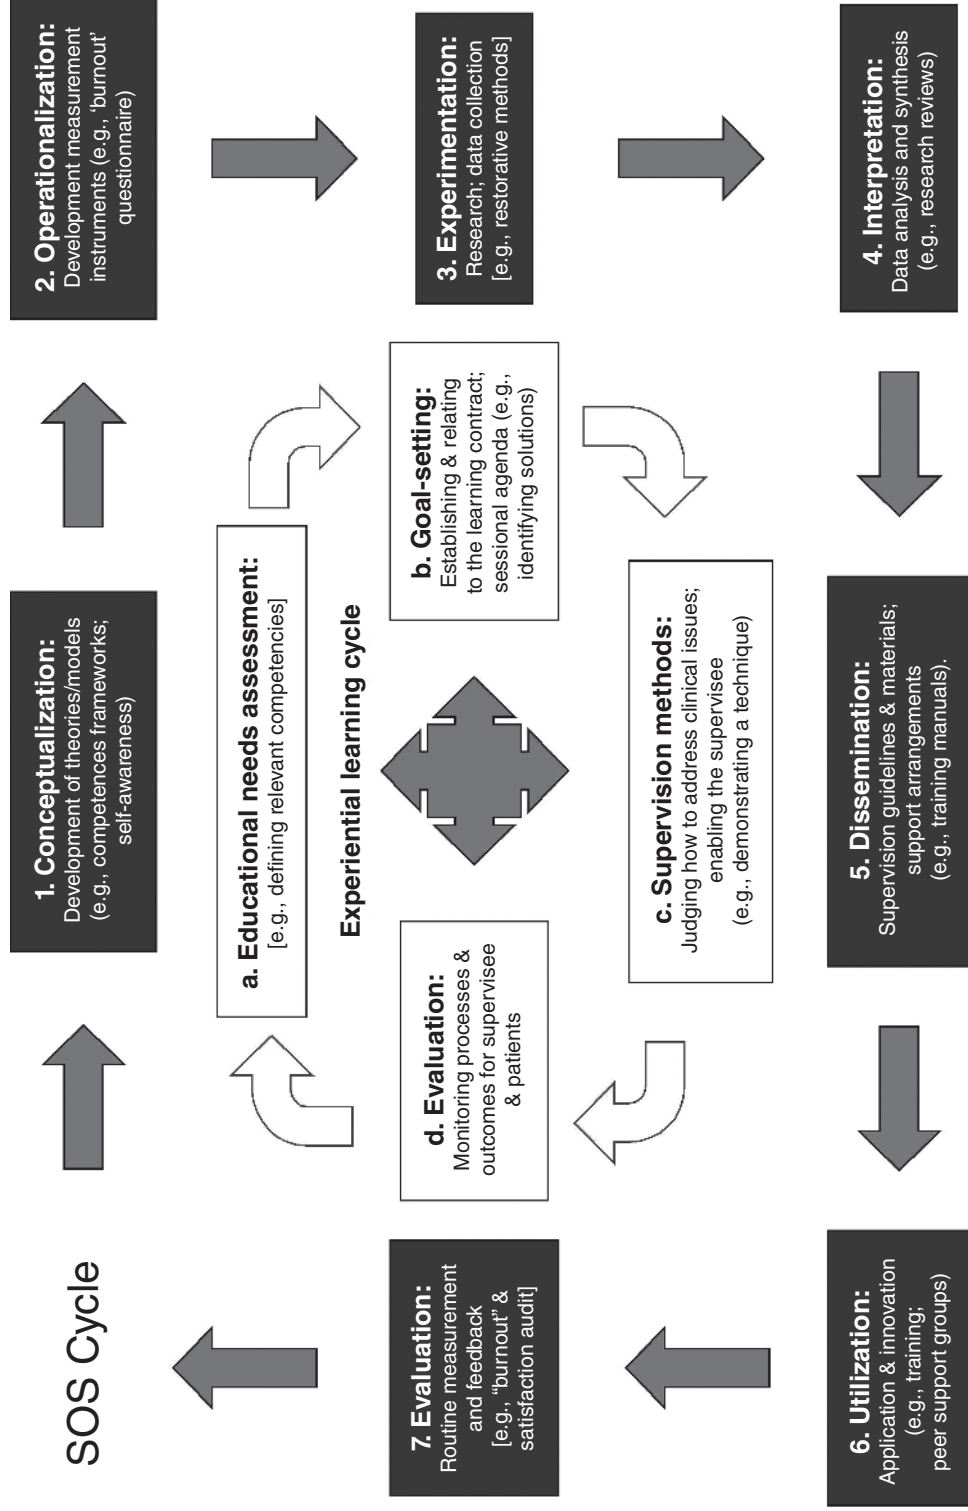 SOS Cycle
1. Conceptualization:
Development of theories/models
(e.g., competences frameworks;
self-awareness)
2. Operationalization:
Development measurement
instruments (e.g., ‘burnout’
questionnaire)
3. Experimentation:
Research; data collection
[e.g., restorative methods]
4. Interpretation:
Data analysis and synthesis
(e.g., research reviews)
5. Dissemination:
Supervision guidelines & materials;
support arrangements
(e.g., training manuals).
6. Utilization:
Application & innovation
(e.g., training;
peer support groups)
7. Evaluation:
Routine measurement
and feedback
[e.g., “burnout” &
satisfaction audit]
a. Educational needs assessment:
[e.g., defining relevant competencies]
Experiential learning cycle
b. Goal-setting:
Establishing & relating
to the learning contract;
sessional agenda (e.g.,
identifying solutions)
c. Supervision methods:
Judging how to address clinical issues;
enabling the supervisee
(e.g., demonstrating a technique)
d. Evaluation:
Monitoring processes &
outcomes for supervisee
& patients